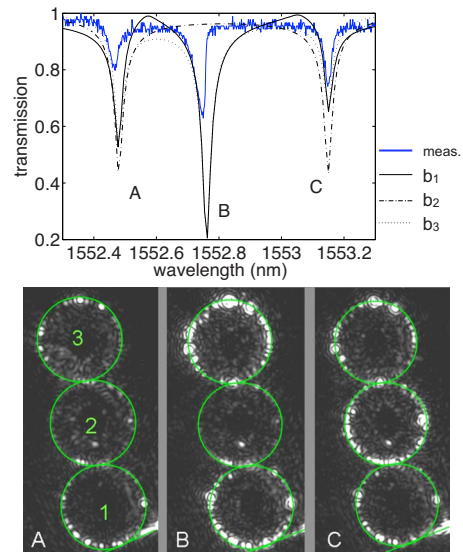 transmission
1
0.8
0.6
0.4
0.2
A
B
C
1552.4 1552.6 1552.8 1553 1553.2
wavelength (nm)
meas.
b1
b2
b3
3
2
1
A
B
C